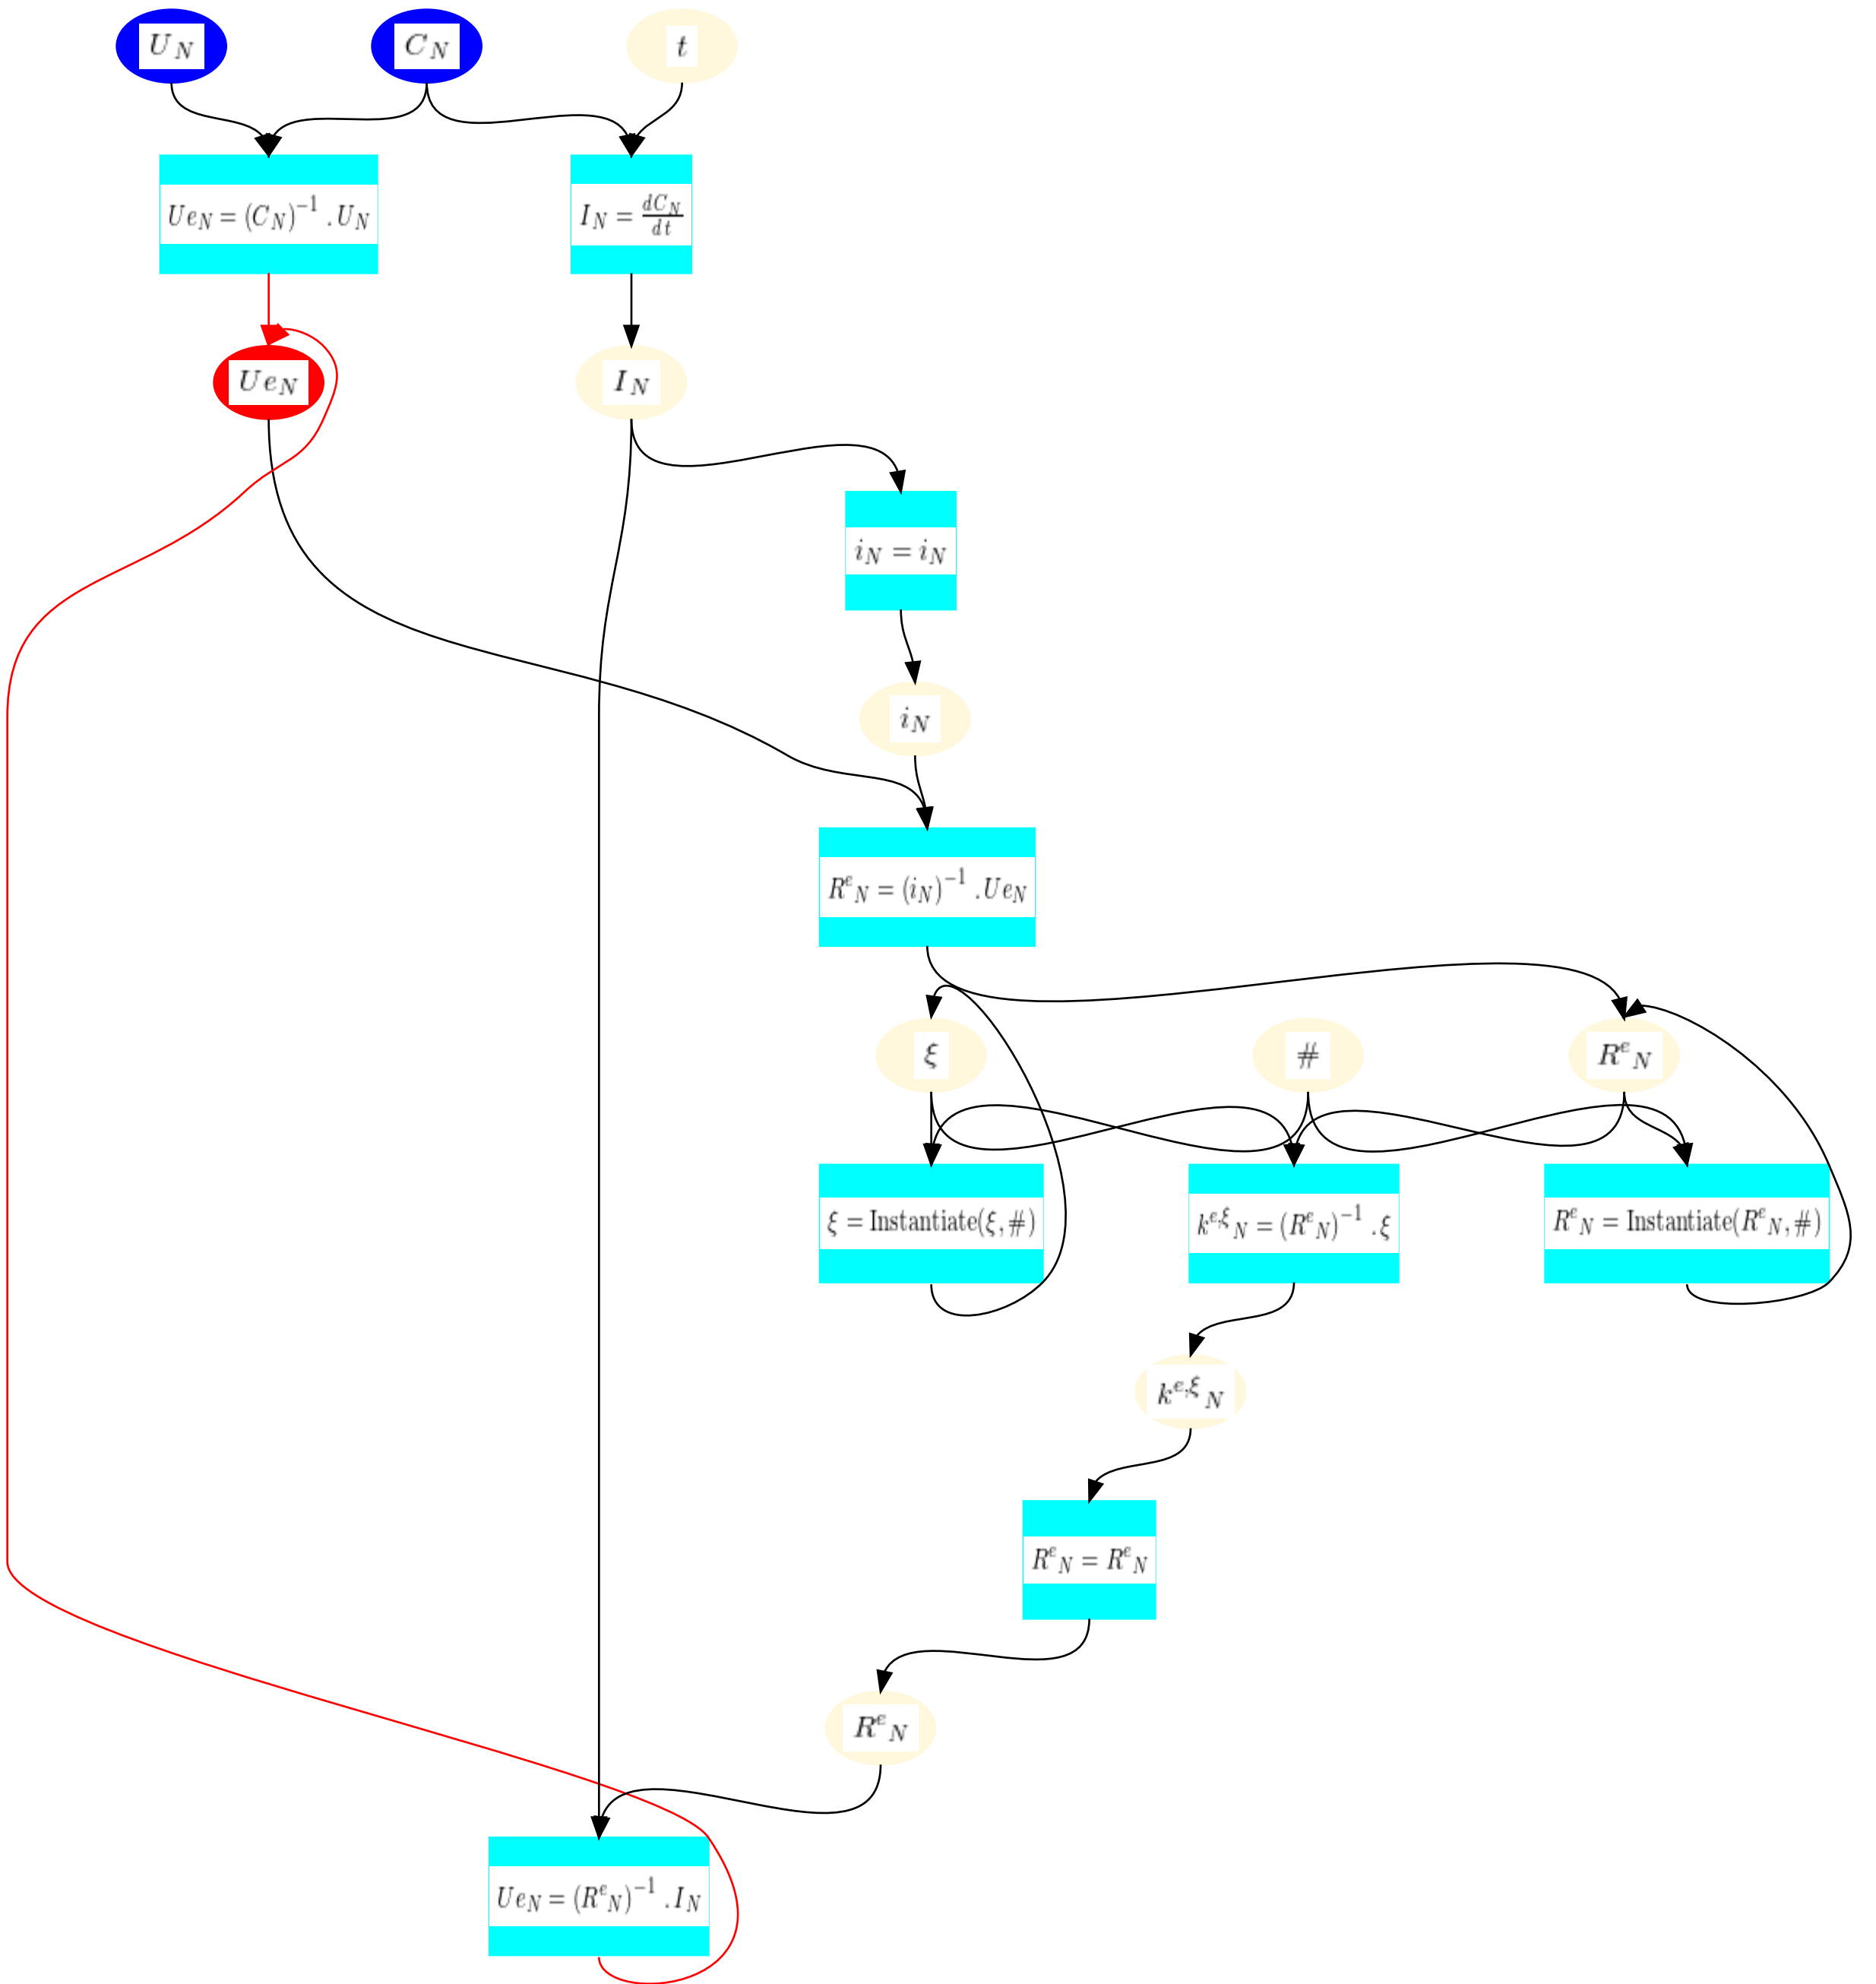 U_N
C_N
t
Ue_N = (C_N)^{-1} . U_N
I_N = \frac{dC_N}{dt}
Ue_N
I_N
i_N = i_N
i_N
R^e_N = (i_N)^{-1} . Ue_N
ξ
#
R^e_N
ξ = Instantiate(ξ, #)
k^{e,ξ}_N = (R^e_N)^{-1} . ξ
R^e_N = Instantiate(R^e_N, #)
k^{e,ξ}_N
R^e_N = R^e_N
R^e_N
Ue_N = (R^e_N)^{-1} . I_N